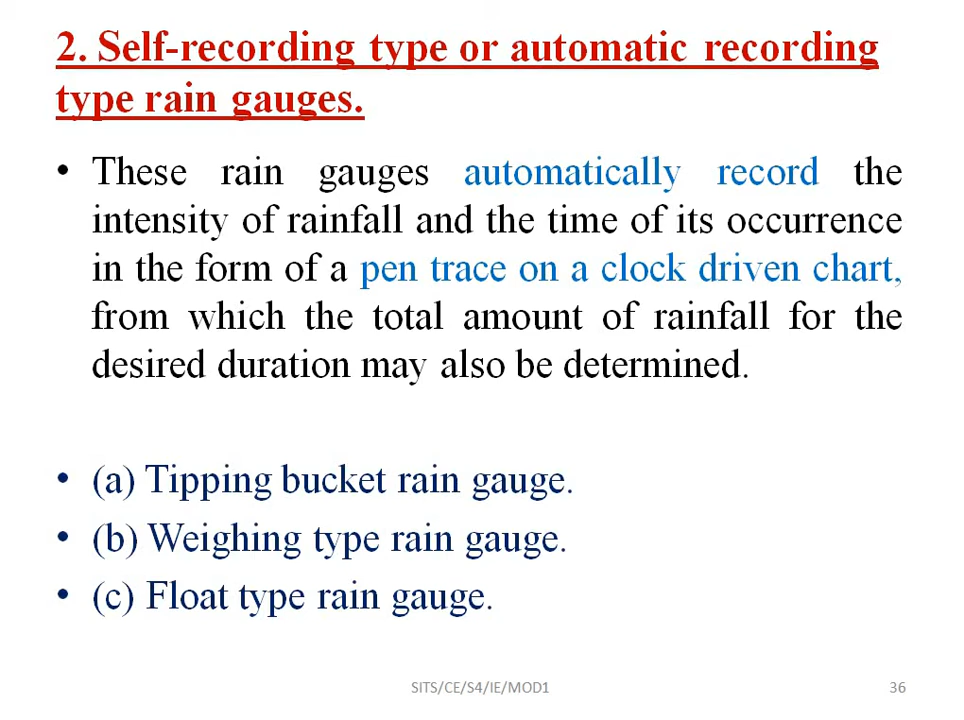 2. Self-recording type or automatic recording
type rain gauges.
• These rain gauges automatically record the
intensity of rainfall and the time of its occurrence
in the form of a pen trace on a clock driven chart,
from which the total amount of rainfall for the
desired duration may also be determined.
• (a) Tipping bucket rain gauge.
• (b) Weighing type rain gauge.
• (c) Float type rain gauge.
SITS/CE/S4/IE/MOD1
36